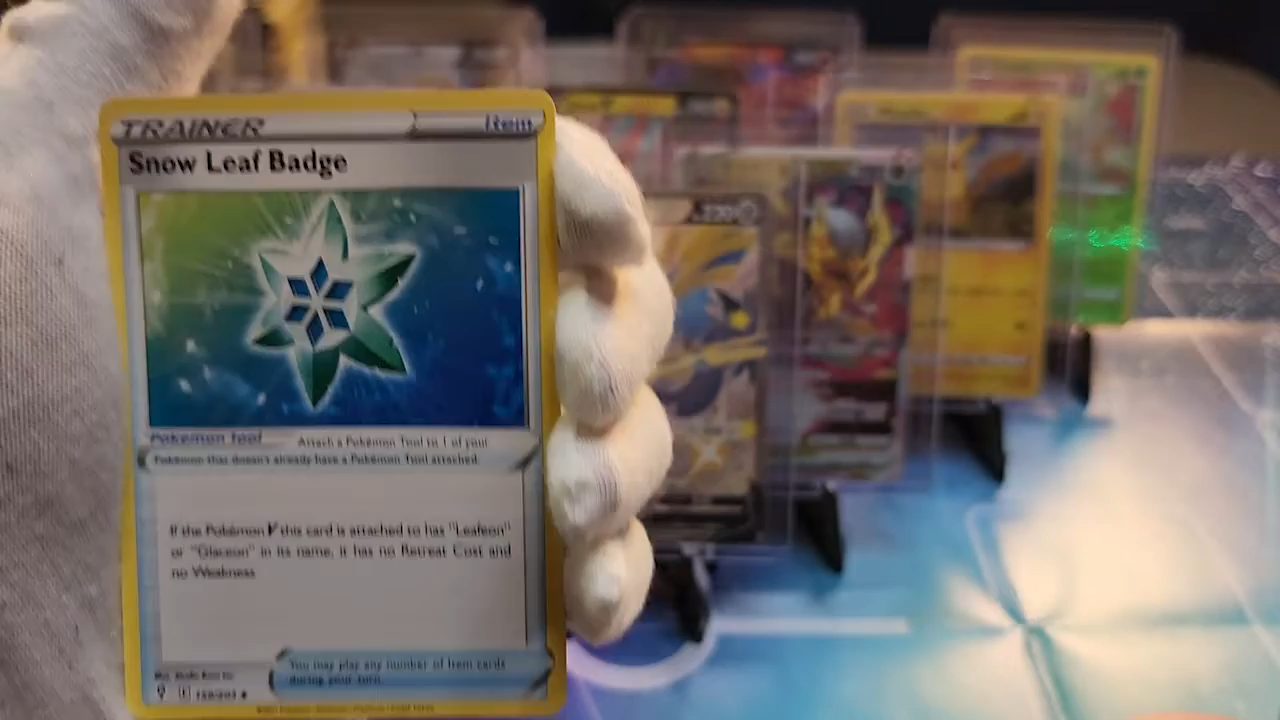 TRAINER
Item
Snow Leaf Badge
Pokémon Tool Attach a Pokémon Tool to 1 of your
Pokémon that doesn't already have a Pokémon Tool attached.
If the Pokémon V this card is attached to has "Leafeon"
or "Glaceon" in its name, it has no Retreat Cost and
no Weakness
You may play any number of Item cards
during your turn.
220